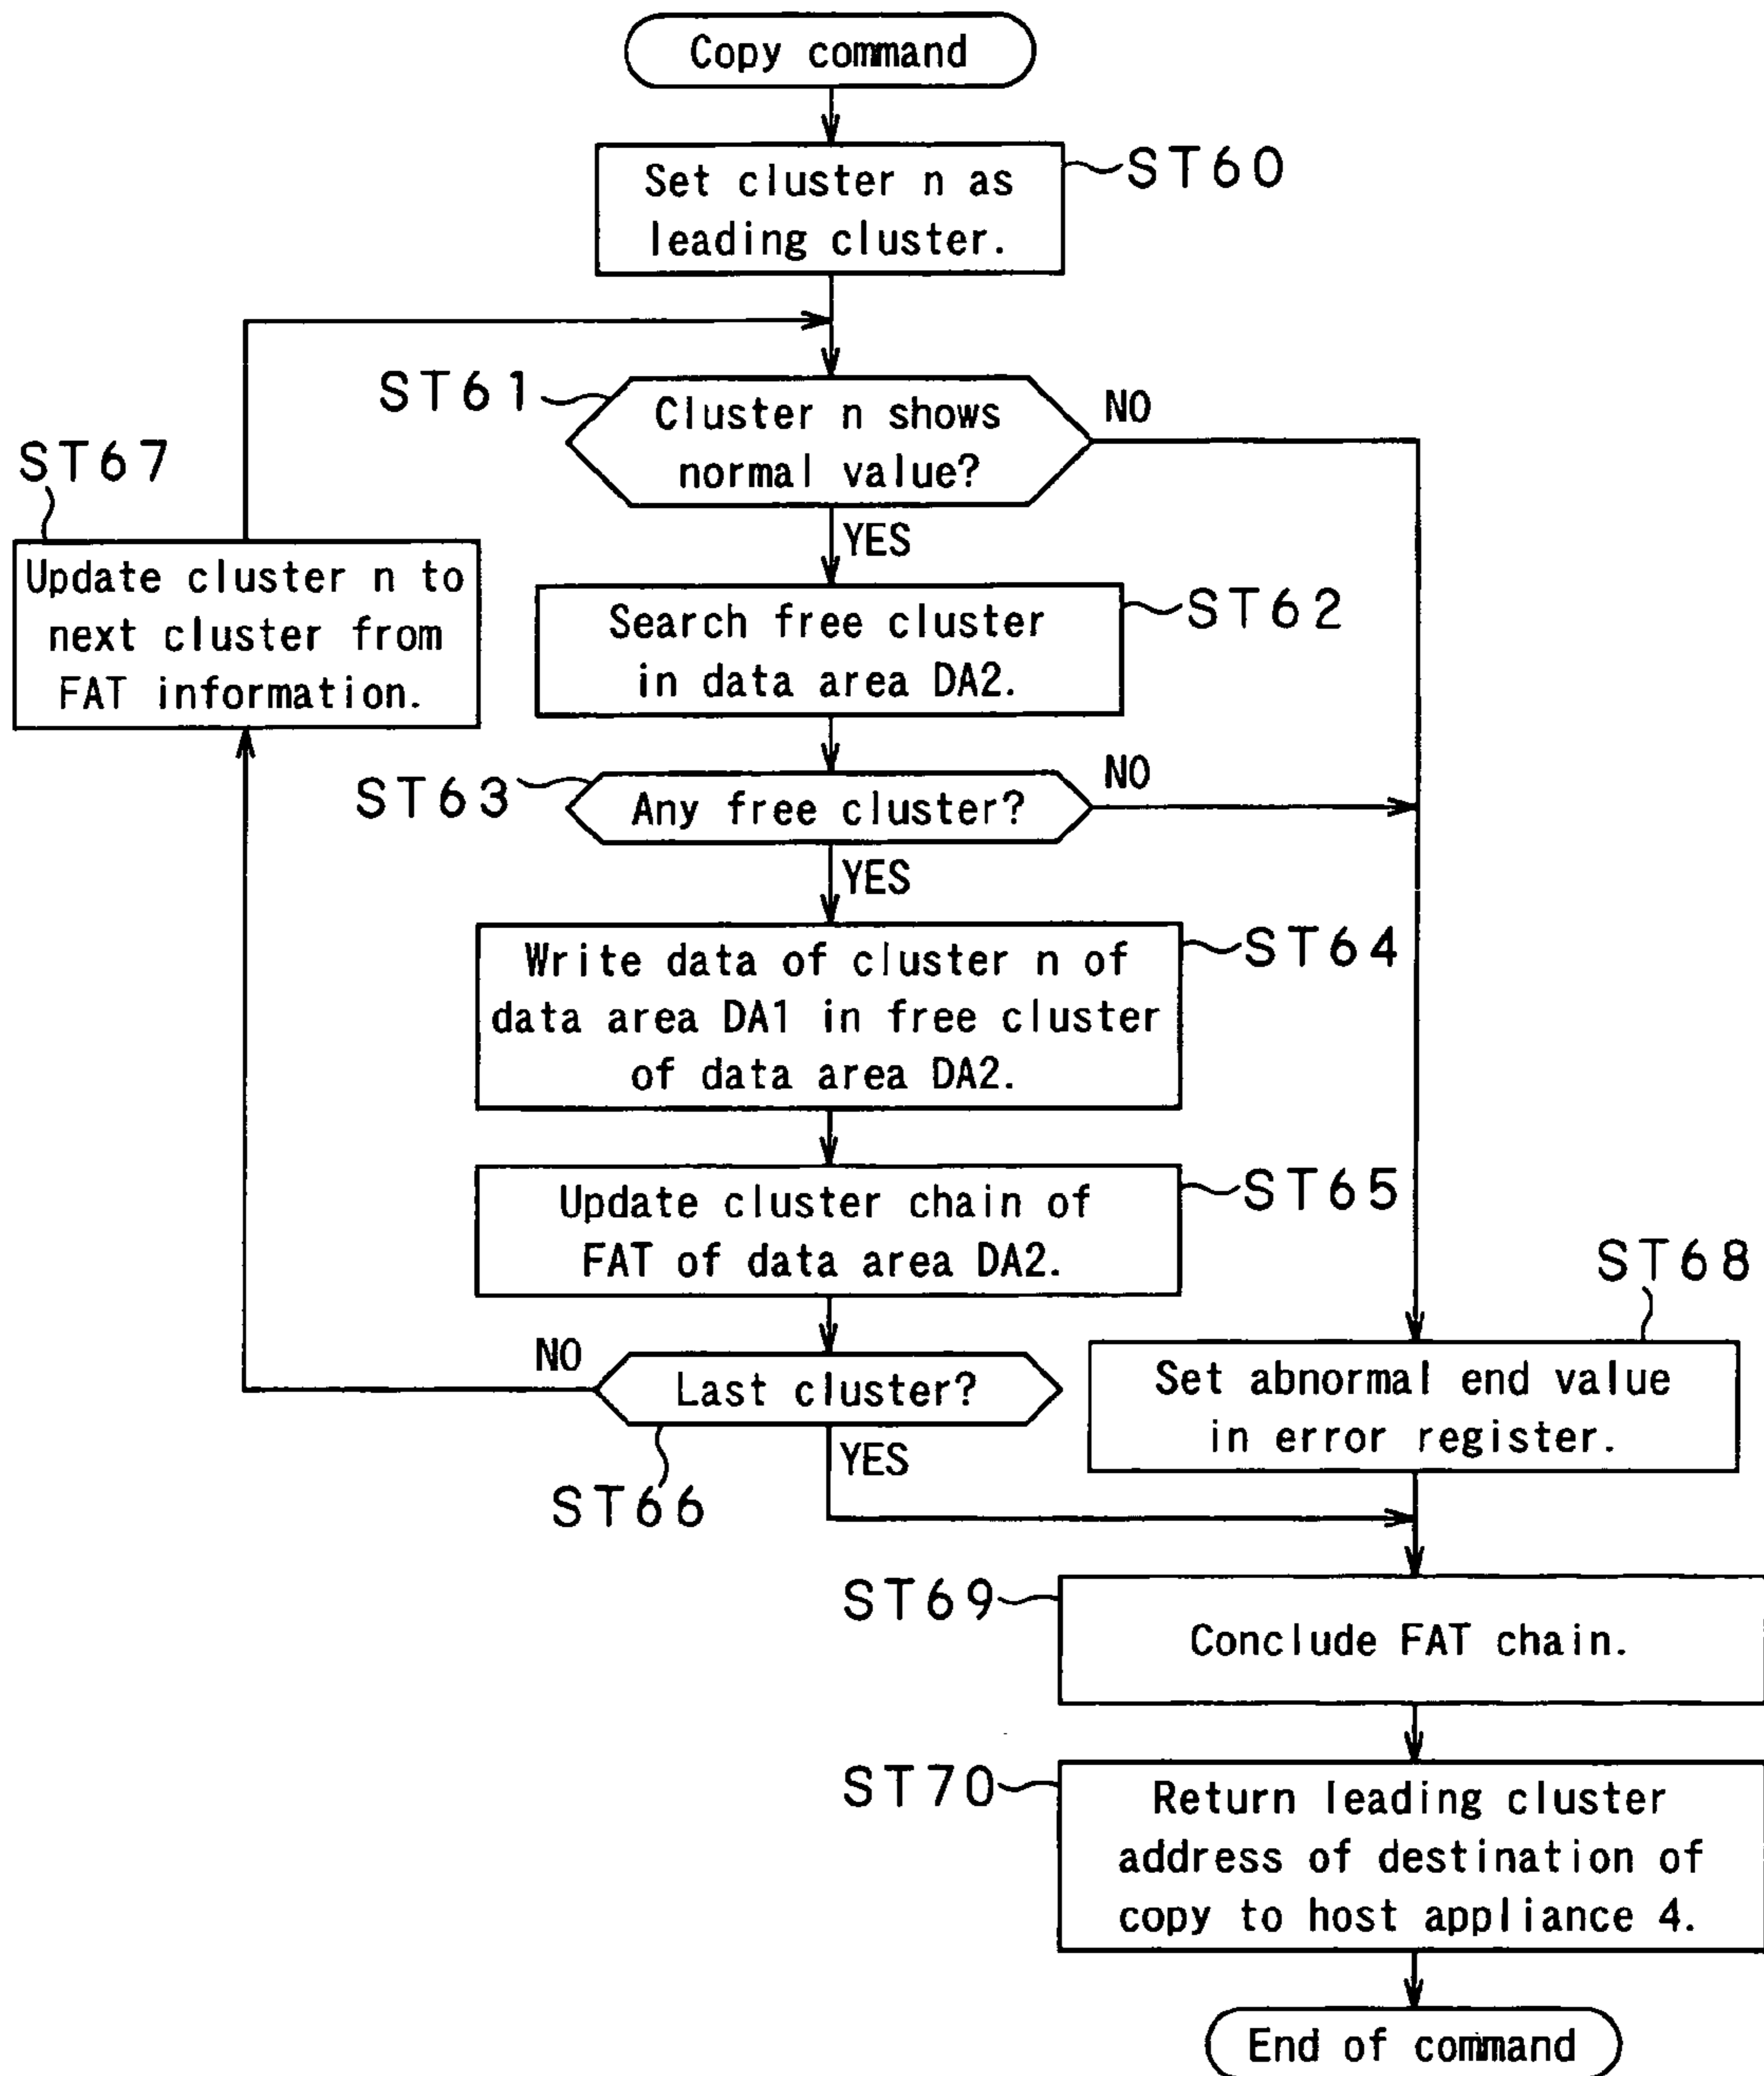 Copy command
Set cluster n as
leading cluster.
ST60
ST61
Cluster n shows
normal value?
NO
YES
ST67
Update cluster n to
next cluster from
FAT information.
Search free cluster
in data area DA2.
ST62
ST63
Any free cluster?
NO
YES
Write data of cluster n of
data area DA1 in free cluster
of data area DA2.
ST64
Update cluster chain of
FAT of data area DA2.
ST65
NO
Last cluster?
YES
ST66
ST68
Set abnormal end value
in error register.
ST69
Conclude FAT chain.
ST70
Return leading cluster
address of destination of
copy to host appliance 4.
End of command